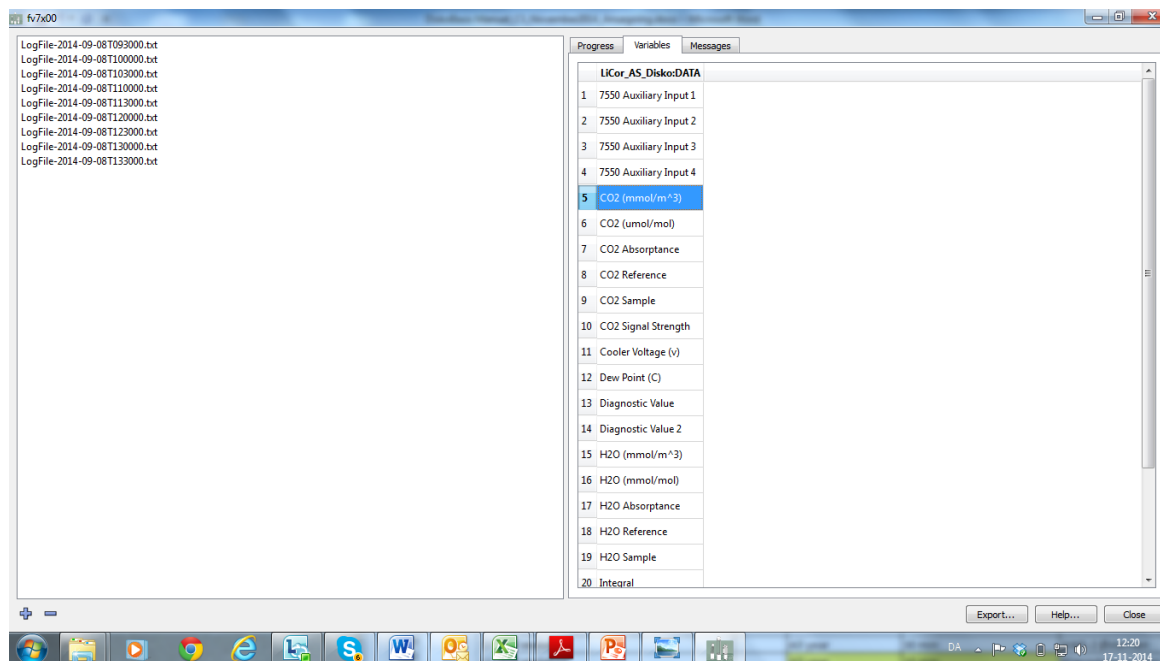 fv7x00
LogFile-2014-09-08T093000.txt
LogFile-2014-09-08T100000.txt
LogFile-2014-09-08T103000.txt
LogFile-2014-09-08T110000.txt
LogFile-2014-09-08T113000.txt
LogFile-2014-09-08T120000.txt
LogFile-2014-09-08T123000.txt
LogFile-2014-09-08T130000.txt
LogFile-2014-09-08T133000.txt
Progress Variables Messages
LiCor_AS_Disko:DATA
1 7550 Auxiliary Input 1
2 7550 Auxiliary Input 2
3 7550 Auxiliary Input 3
4 7550 Auxiliary Input 4
5 CO2 (mmol/m^3)
6 CO2 (umol/mol)
7 CO2 Absorptance
8 CO2 Reference
9 CO2 Sample
10 CO2 Signal Strength
11 Cooler Voltage (v)
12 Dew Point (C)
13 Diagnostic Value
14 Diagnostic Value 2
15 H2O (mmol/m^3)
16 H2O (mmol/mol)
17 H2O Absorptance
18 H2O Reference
19 H2O Sample
20 Integral
Export... Help... Close
DA 12:20
17-11-2014